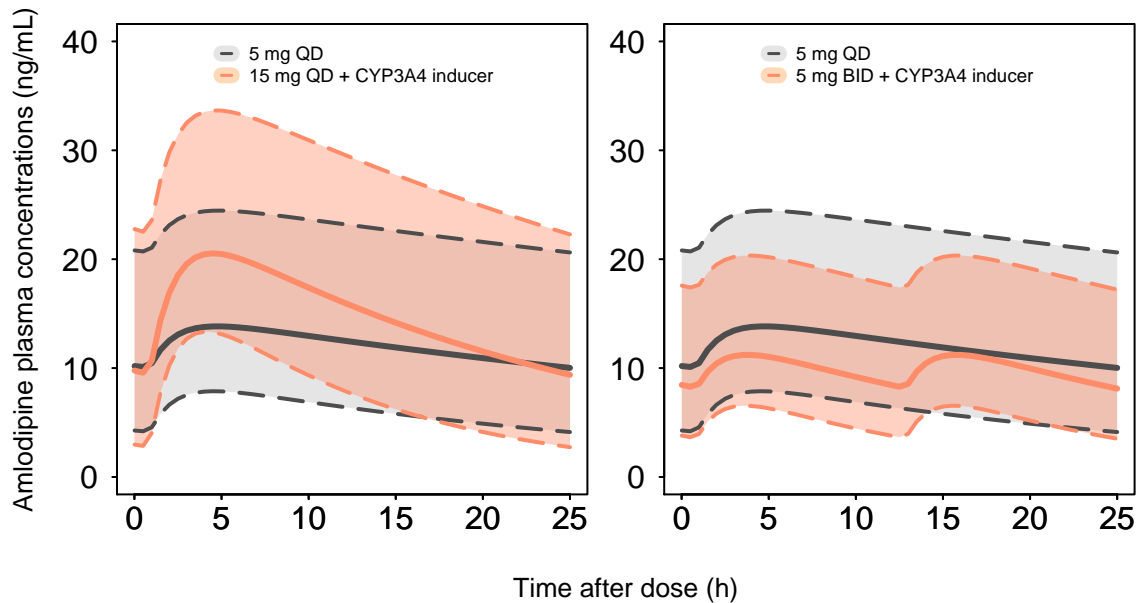 Amlodipine plasma concentrations (ng/mL)
40
30
20
10
0
5 mg QD
15 mg QD + CYP3A4 inducer
0 5 10 15 20 25
40
30
20
10
0
5 mg QD
5 mg BID + CYP3A4 inducer
0 5 10 15 20 25
Time after dose (h)